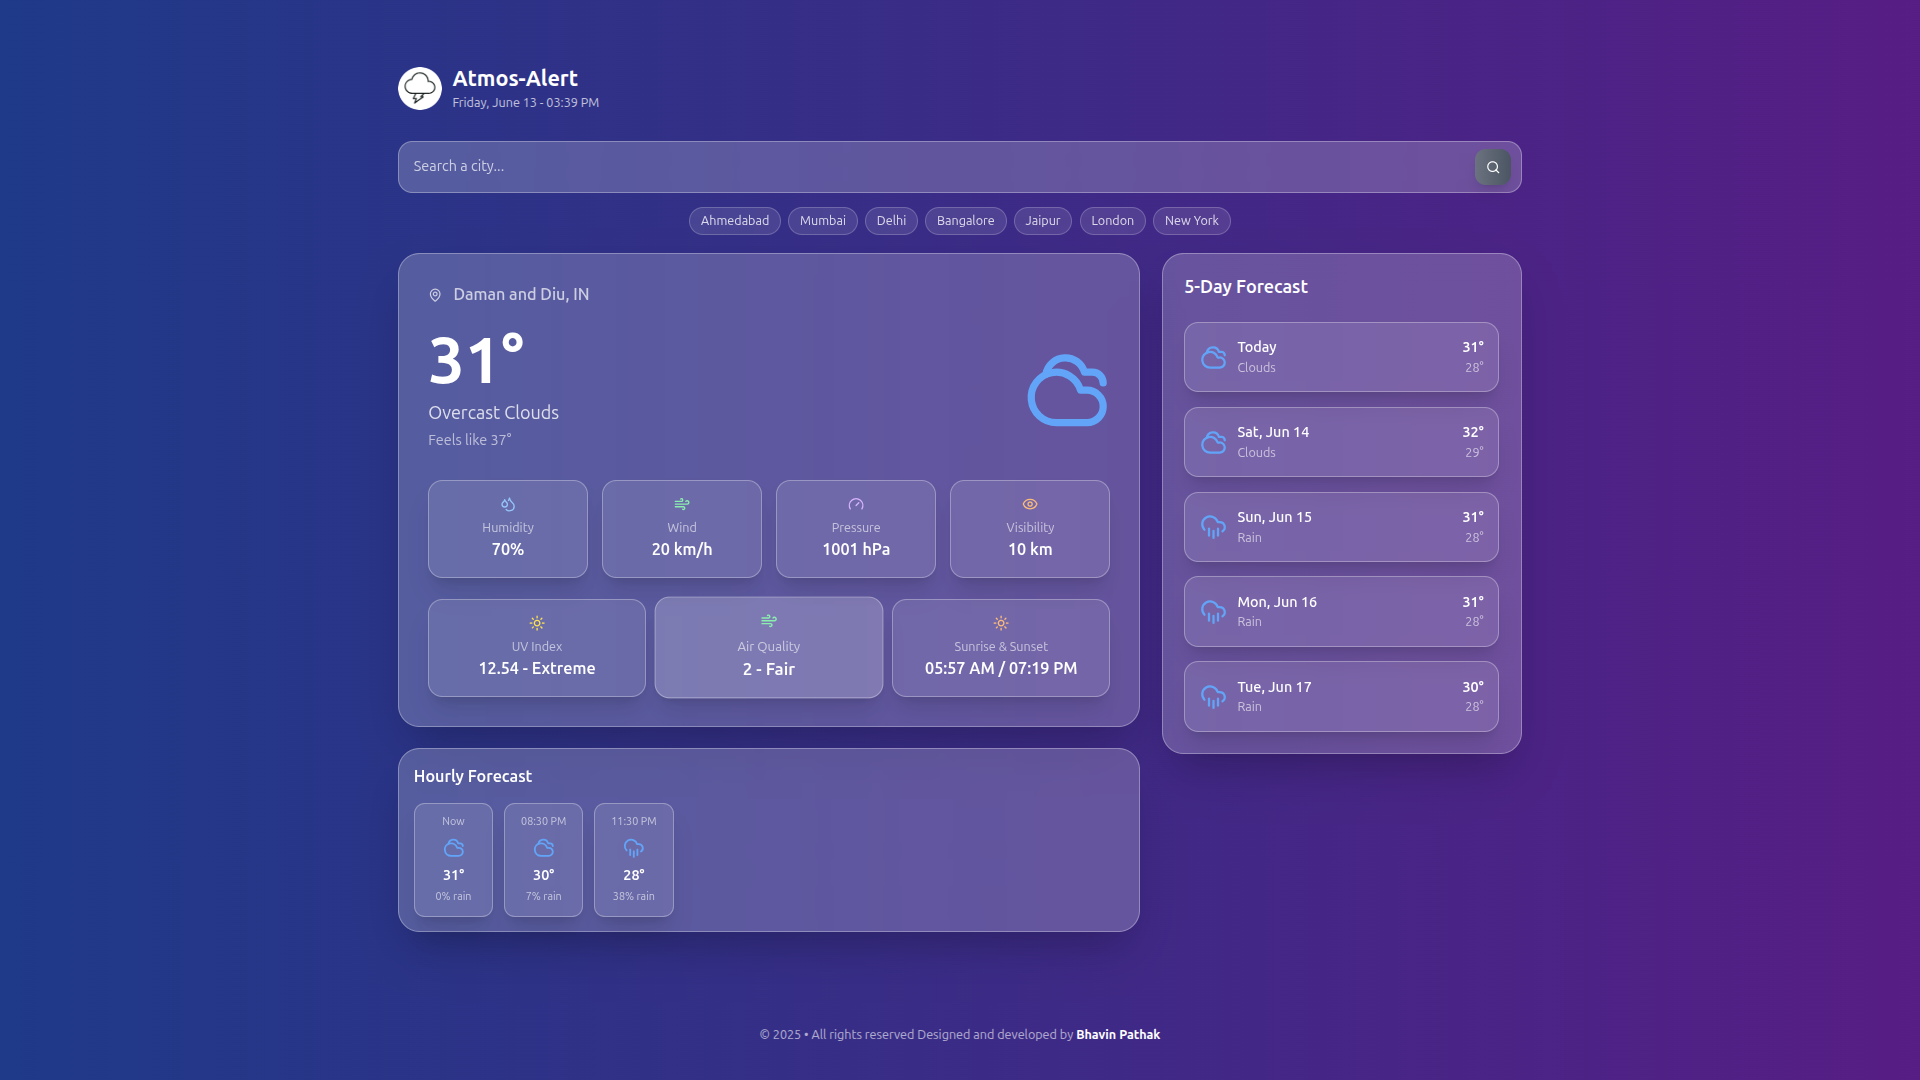 Atmos-Alert
Friday, June 13 - 03:39 PM
Search a city...
Ahmedabad Mumbai Delhi Bangalore Jaipur London New York
Daman and Diu, IN
31°
Overcast Clouds
Feels like 37°
Humidity
70%
Wind
20 km/h
Pressure
1001 hPa
Visibility
10 km
UV Index
12.54 - Extreme
Air Quality
2 - Fair
Sunrise & Sunset
05:57 AM / 07:19 PM
Hourly Forecast
Now
31°
0% rain
08:30 PM
30°
7% rain
11:30 PM
28°
38% rain
5-Day Forecast
Today 31°
Clouds 28°
Sat, Jun 14 32°
Clouds 29°
Sun, Jun 15 31°
Rain 28°
Mon, Jun 16 31°
Rain 28°
Tue, Jun 17 30°
Rain 28°
© 2025 • All rights reserved Designed and developed by Bhavin Pathak